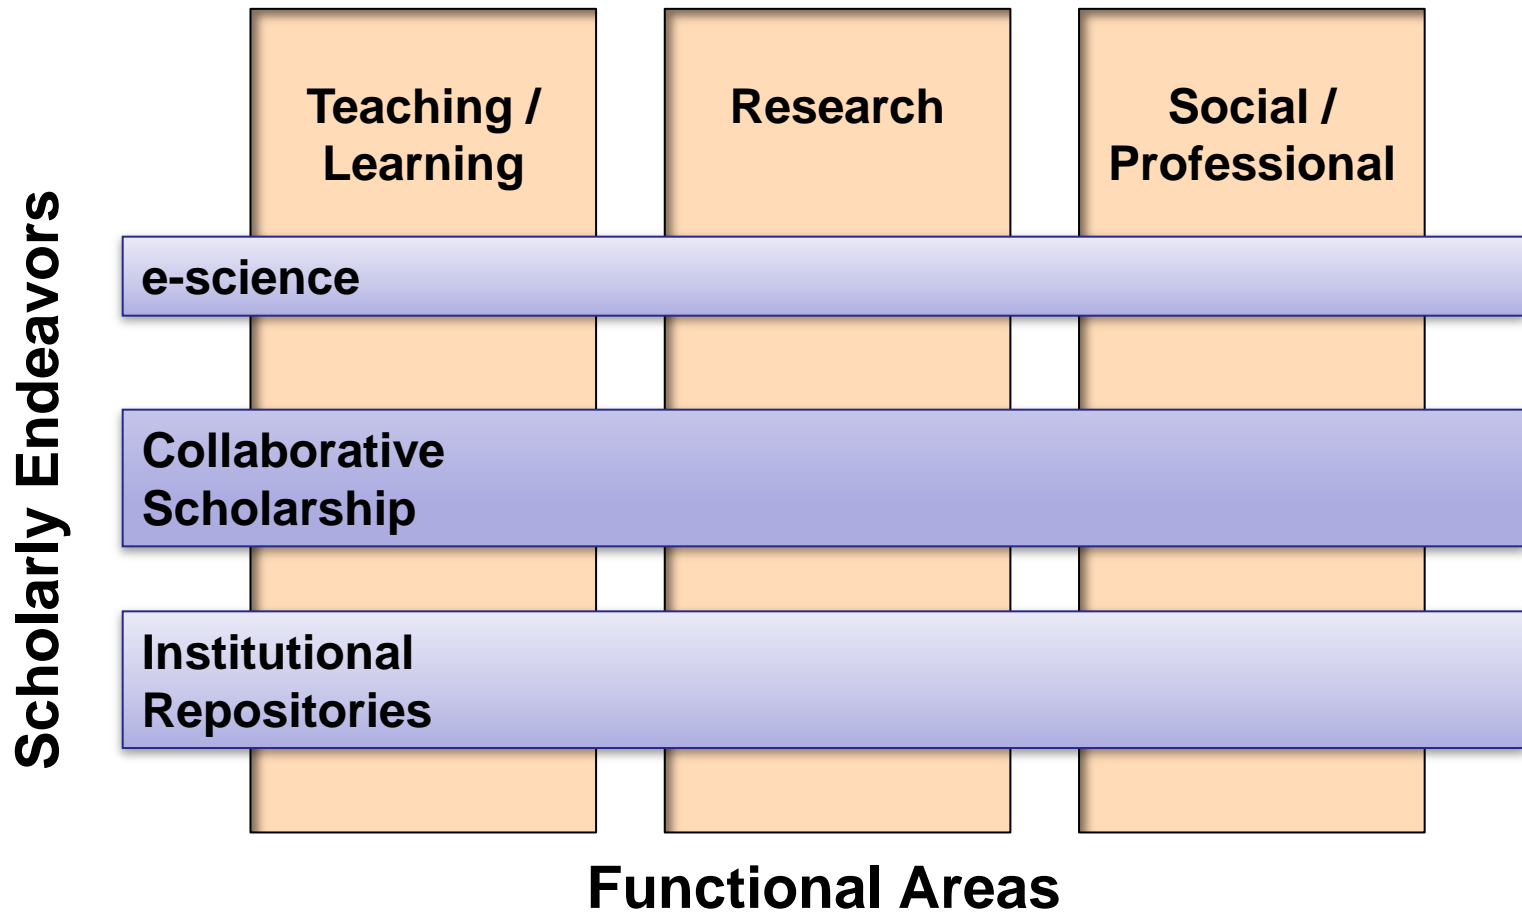 Teaching /
Learning
Research
Social /
Professional
Scholarly Endeavors
e-science
Collaborative
Scholarship
Institutional
Repositories
Functional Areas